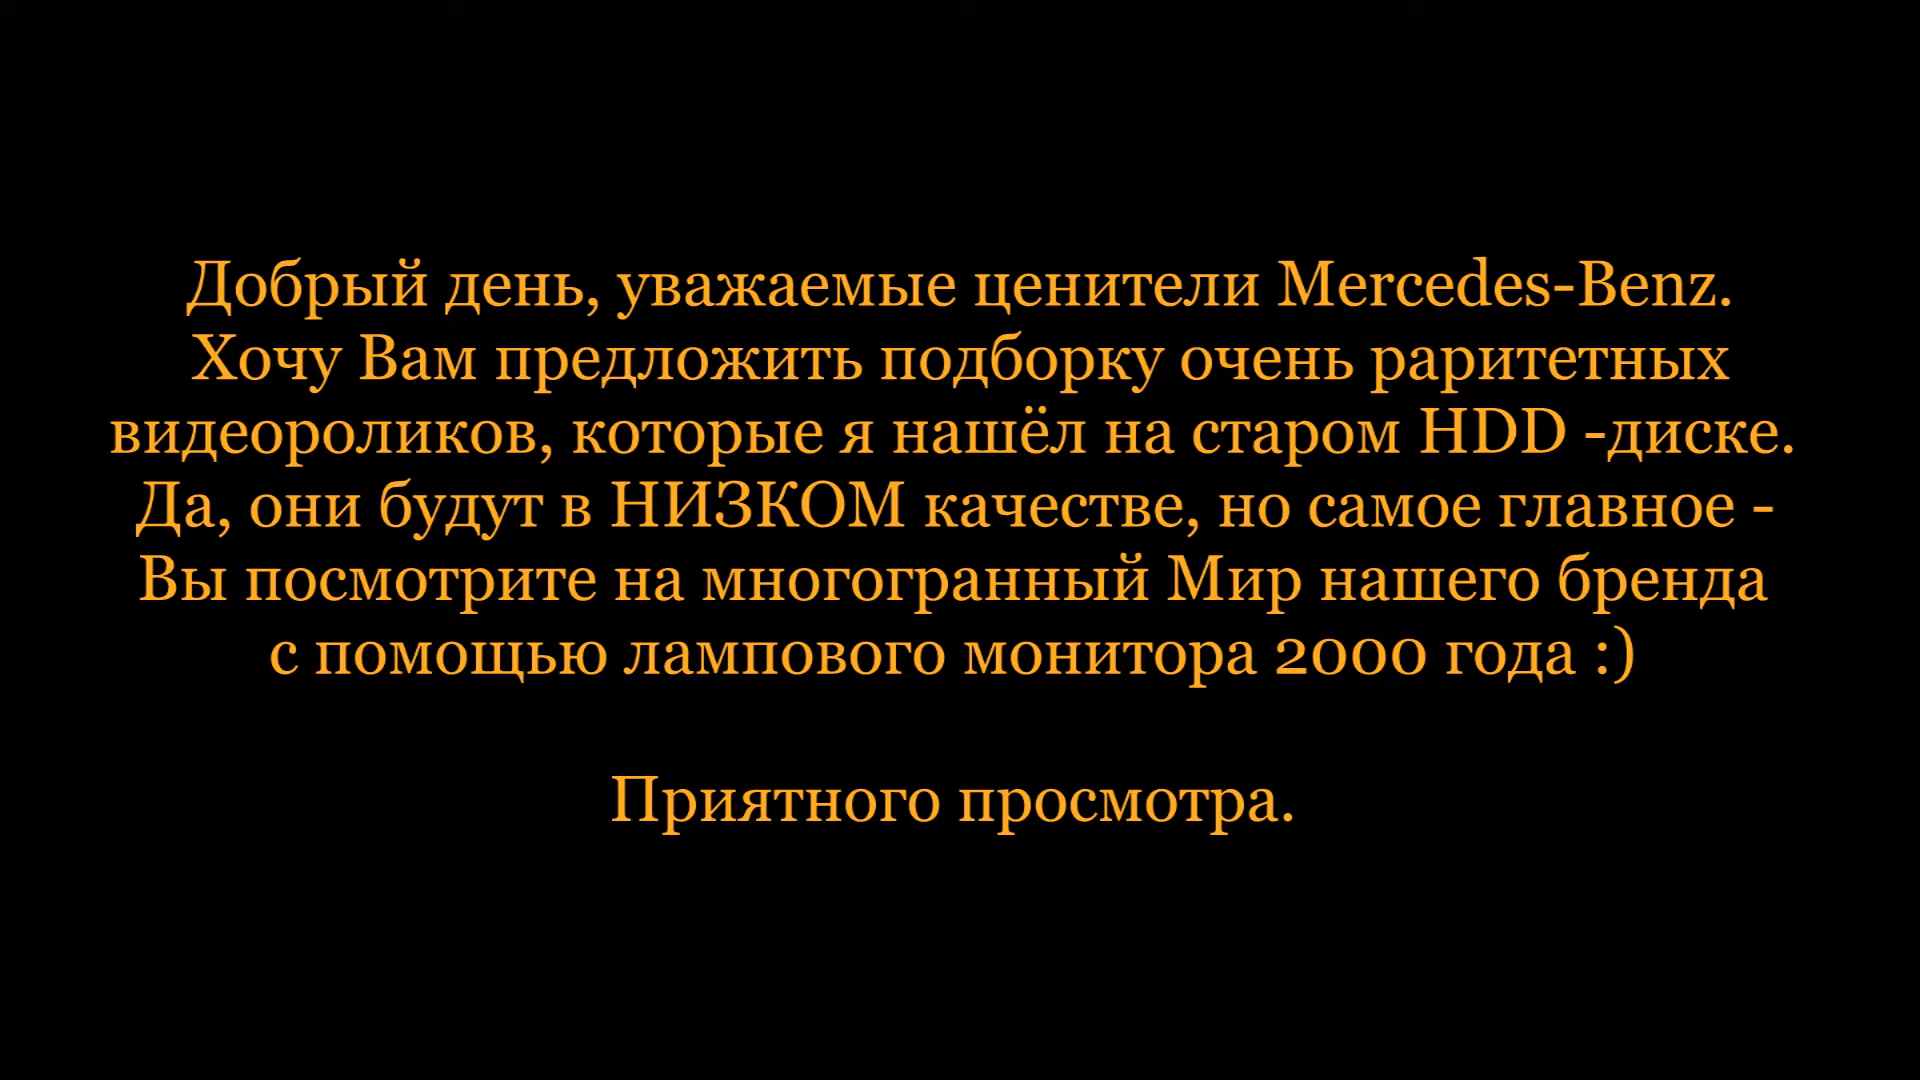 Добрый день, уважаемые ценители Mercedes-Benz.
Хочу Вам предложить подборку очень раритетных
видеороликов, которые я нашёл на старом HDD -диске.
Да, они будут в НИЗКОМ качестве, но самое главное -
Вы посмотрите на многогранный Мир нашего бренда
с помощью лампового монитора 2000 года :)
Приятного просмотра.